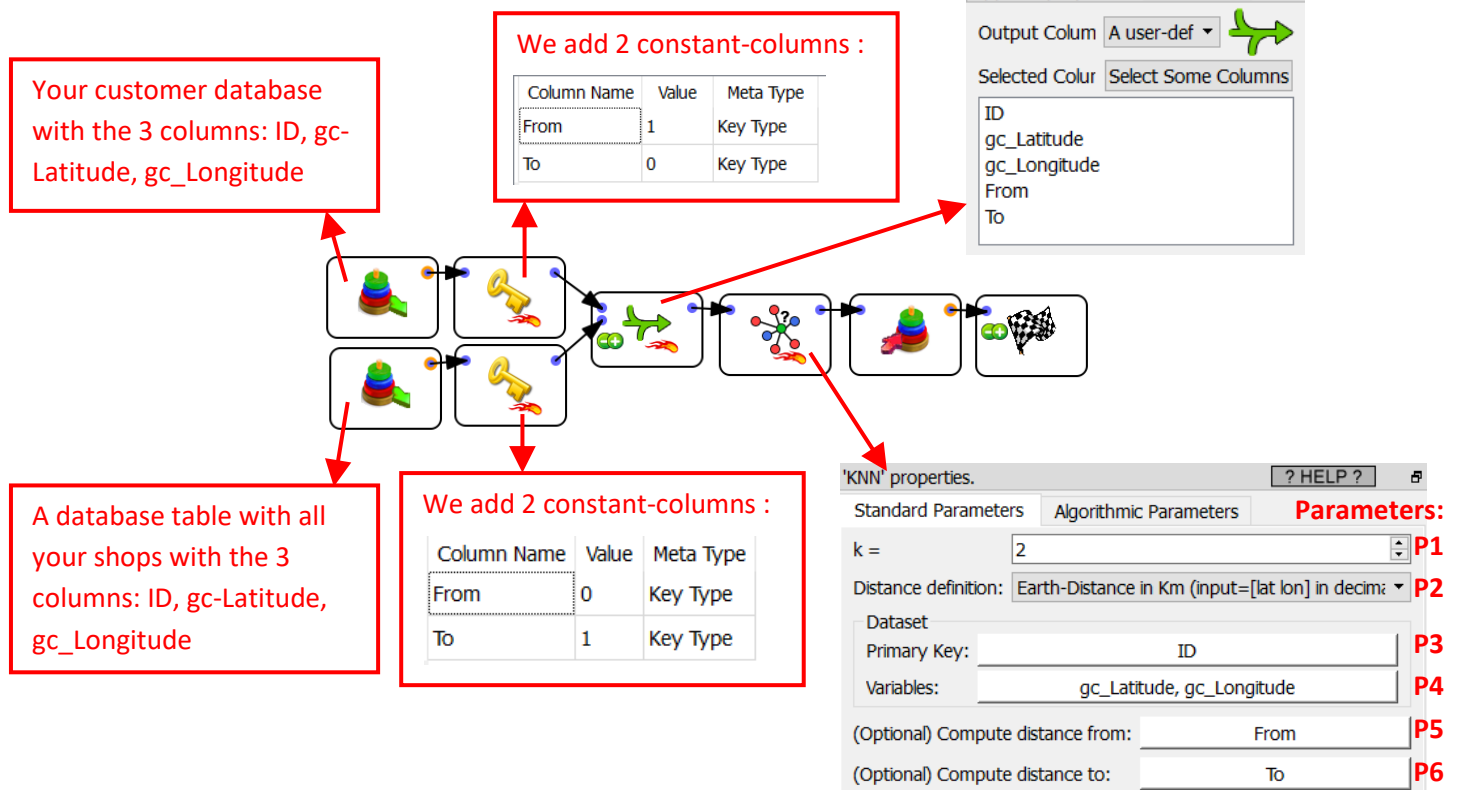 Your customer database
with the 3 columns: ID, gc-
Latitude, gc_Longitude
We add 2 constant-columns :
Column Name Value Meta Type
From 1 Key Type
To 0 Key Type
Output Colum A user-def
Selected Colur Select Some Columns
ID
gc_Latitude
gc_Longitude
From
To
?
A database table with all
your shops with the 3
columns: ID, gc-Latitude,
gc_Longitude
We add 2 constant-columns :
Column Name Value Meta Type
From 0 Key Type
To 1 Key Type
'KNN' properties. ? HELP ?
Standard Parameters Algorithmic Parameters Parameters:
k = 2 P1
Distance definition: Earth-Distance in Km (input=[lat lon] in decima P2
Dataset
Primary Key: ID P3
Variables: gc_Latitude, gc_Longitude P4
(Optional) Compute distance from: From P5
(Optional) Compute distance to: To P6